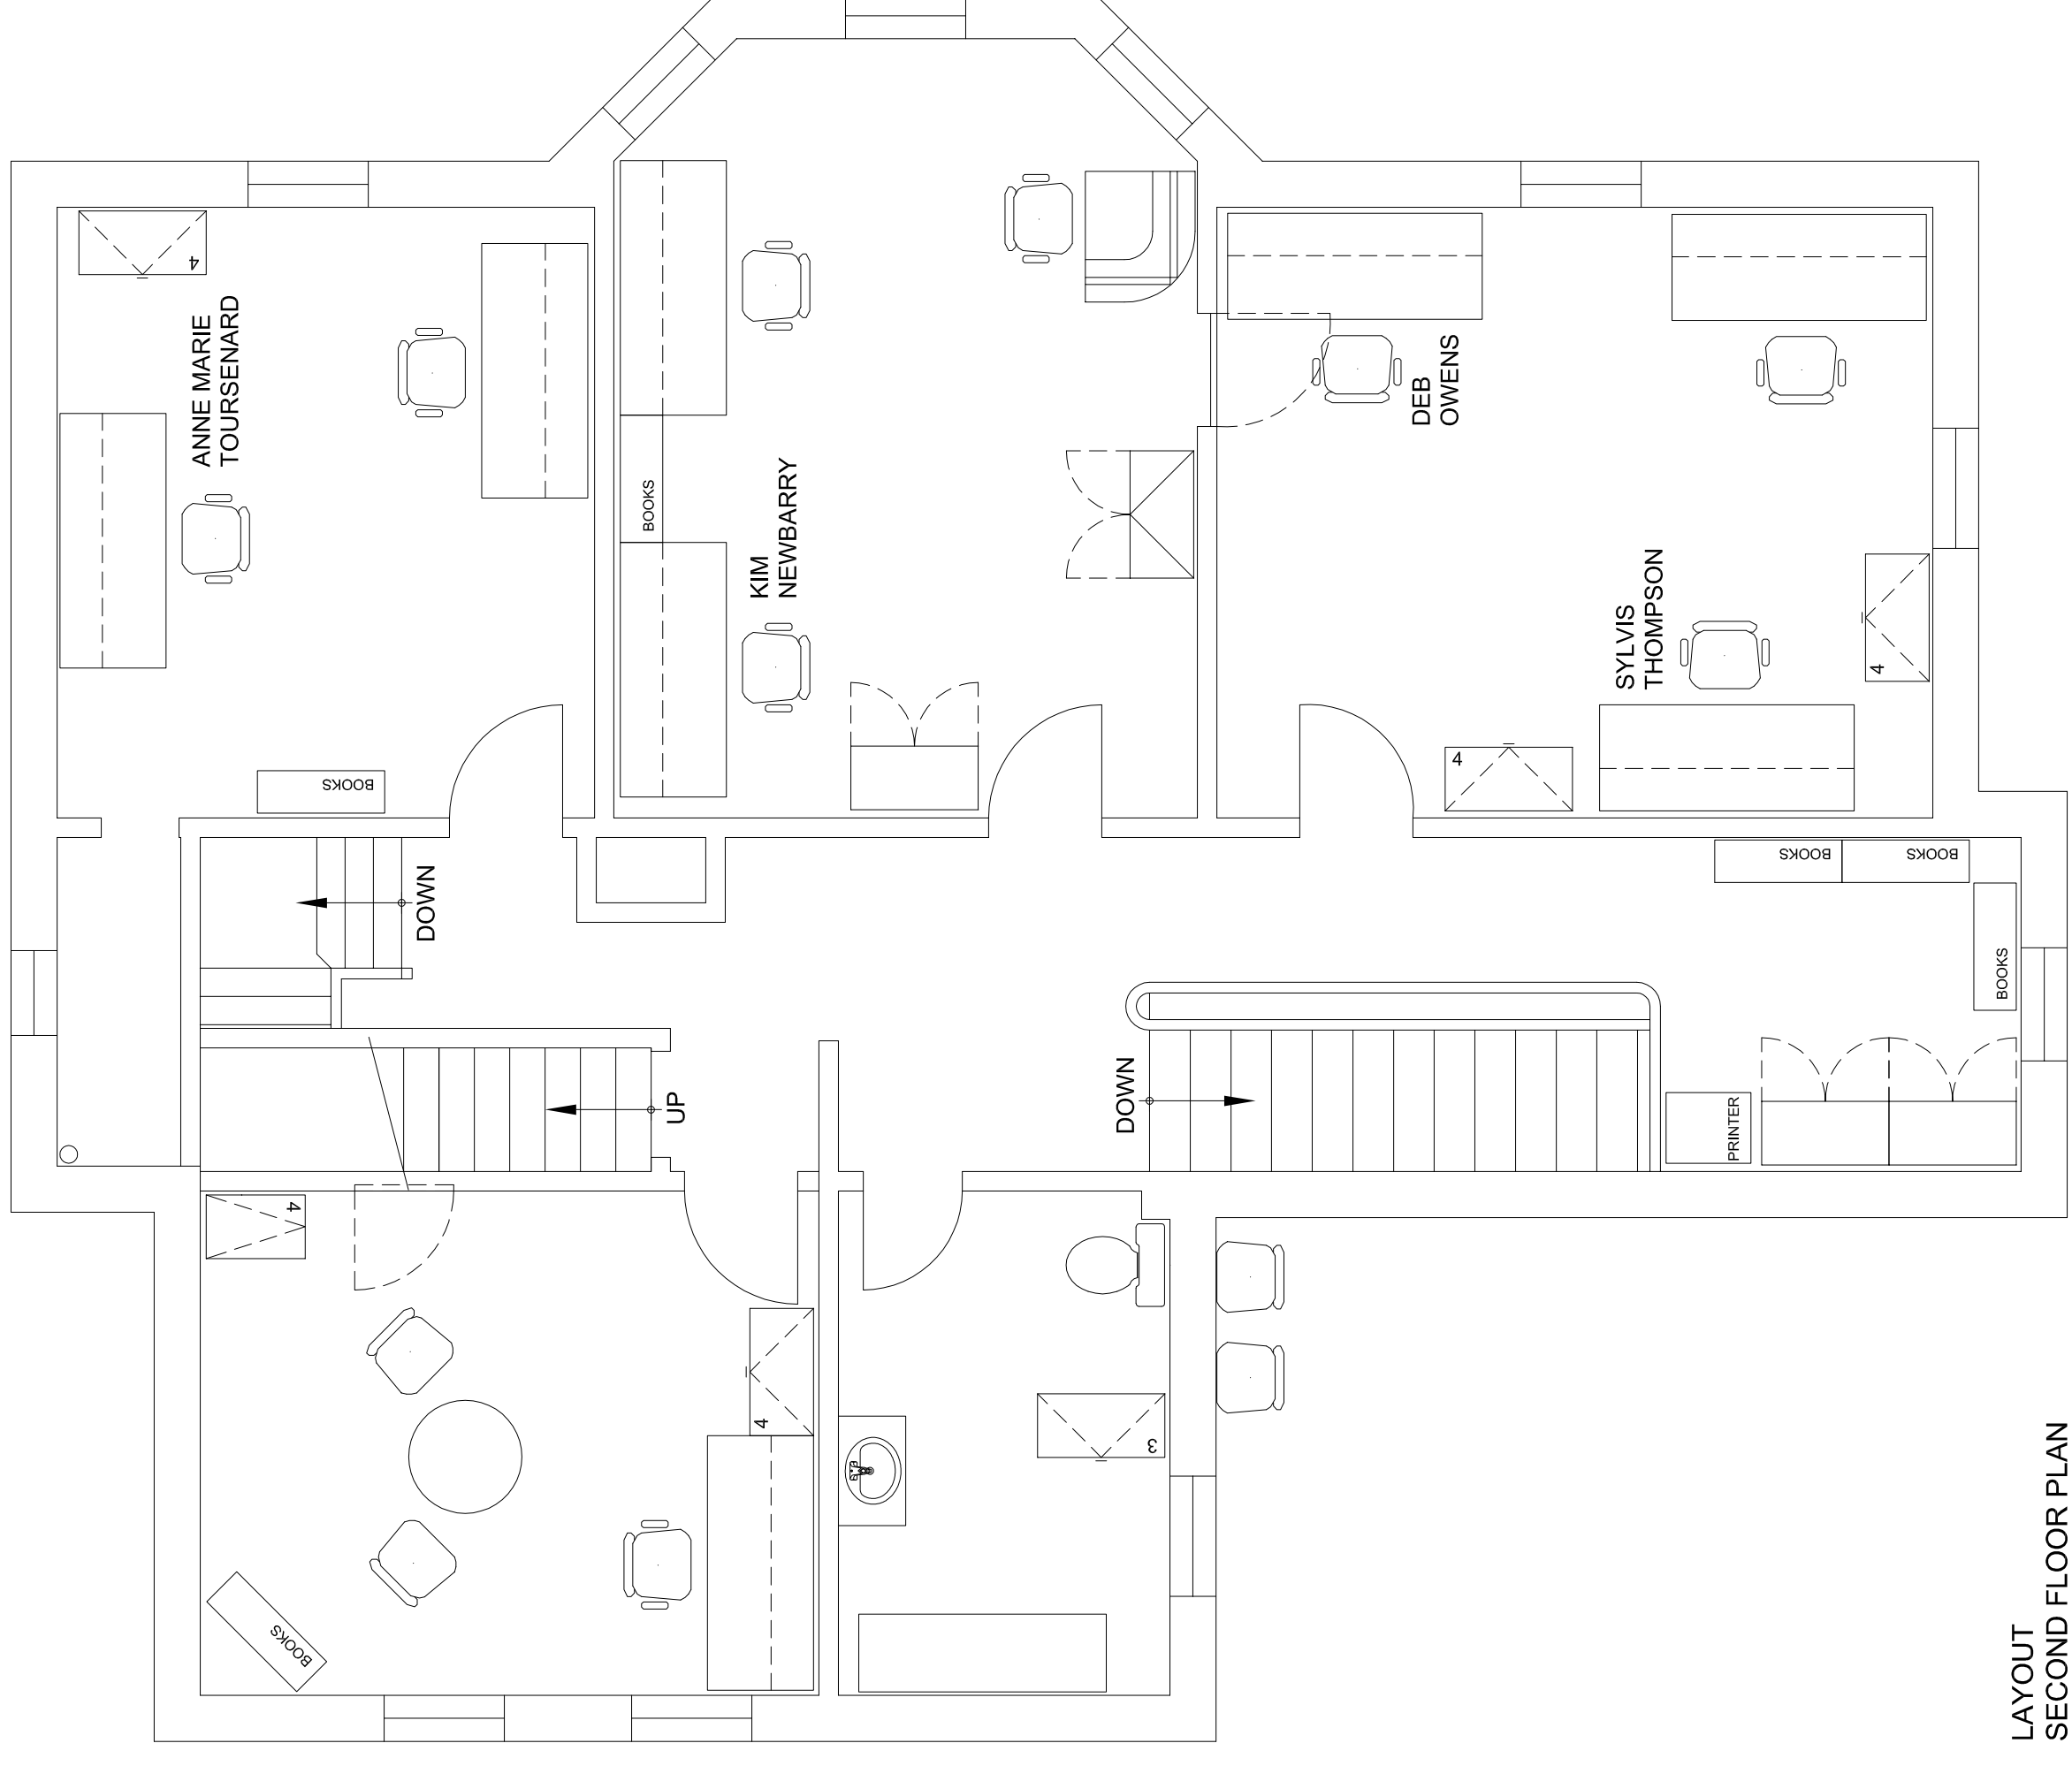 4
ANNE MARIE
TOURSENARD
BOOKS
KIM
NEWBARRY
BOOKS
DEB
OWENS
SYLVIS
THOMPSON
4
4
BOOKS
BOOKS
BOOKS
PRINTER
DOWN
UP
DOWN
4
4
BOOKS
3
LAYOUT
SECOND FLOOR PLAN